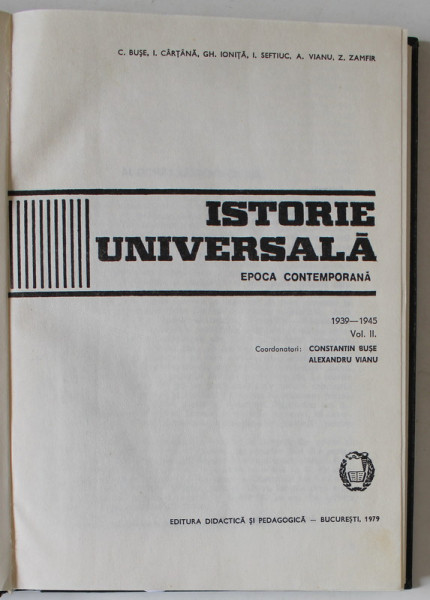 C. BUȘE, I. CÂRȚÂNĂ, GH. IONIȚĂ, I. SEFTIUC, A. VIANU, Z. ZAMFIR
ISTORIE
UNIVERSALĂ
EPOCA CONTEMPORANĂ
1939—1945
Vol. II.
Coordonatori: CONSTANTIN BUȘE
ALEXANDRU VIANU
EDITURA DIDACTICĂ ȘI PEDAGOGICĂ — BUCUREȘTI, 1979